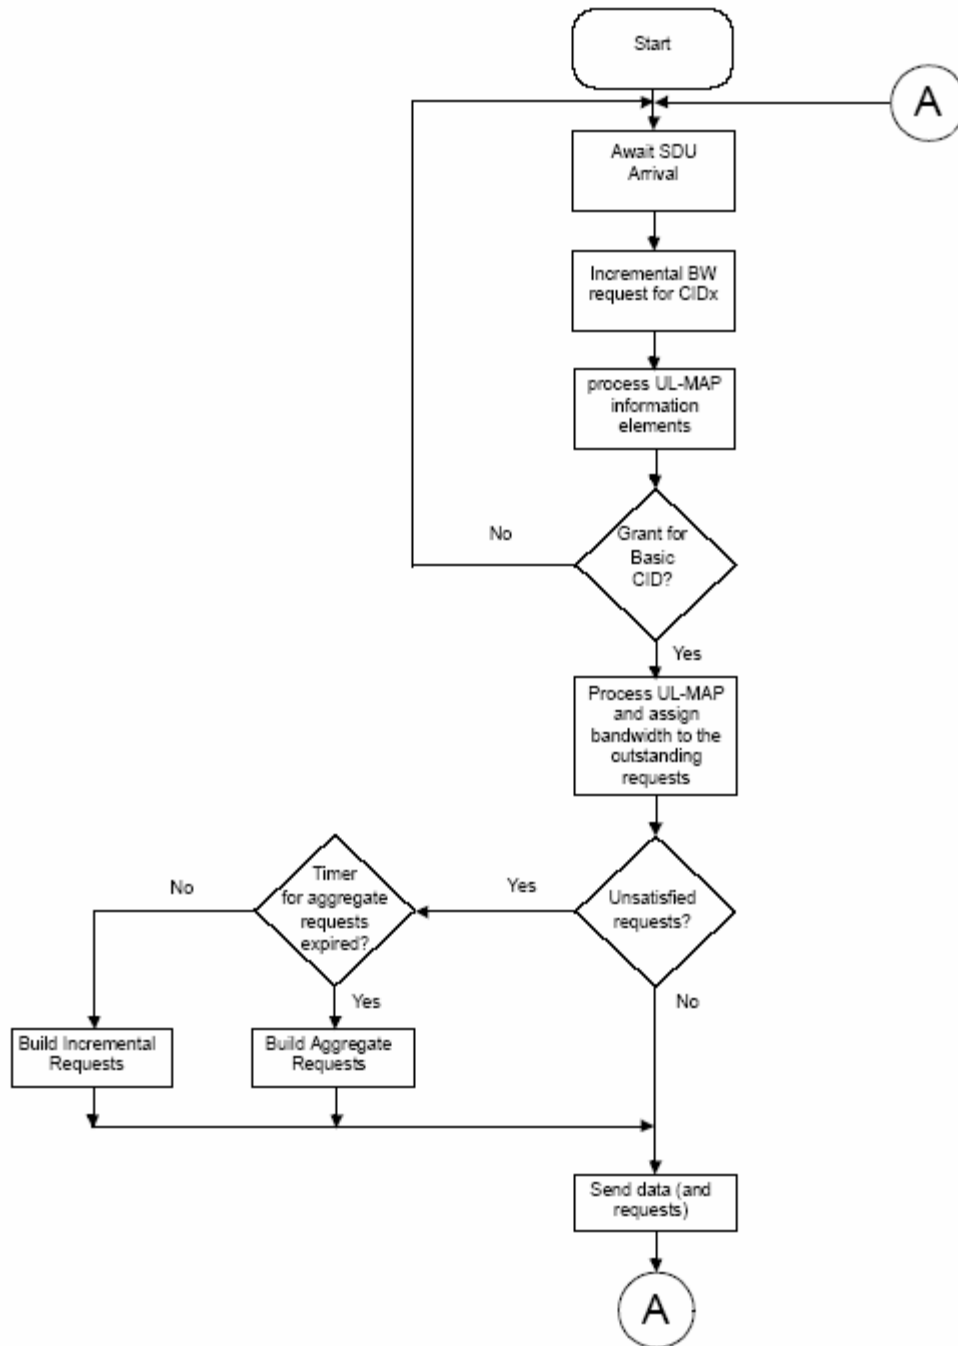 Start
A
Await SDU
Arrival
Incremental BW
request for CIDx
process UL-MAP
information
elements
No
Grant for
Basic
CID?
Yes
Process UL-MAP
and assign
bandwidth to the
outstanding
requests
No
Timer
for aggregate
requests
expired?
Yes
Unsatisfied
requests?
Yes
No
Build Incremental
Requests
Build Aggregate
Requests
Send data (and
requests)
A